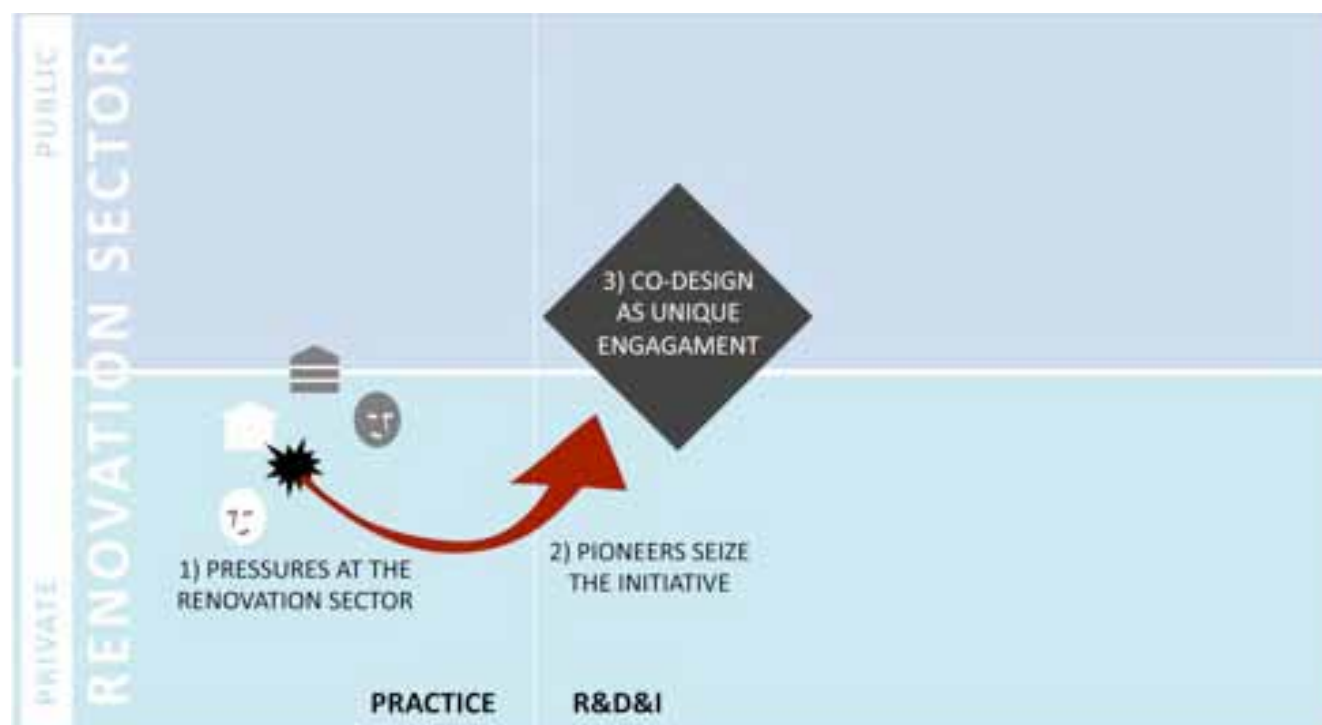 PUBLIC
PRIVATE
RENOVATION SECTOR
3) CO-DESIGN
AS UNIQUE
ENGAGAMENT
1) PRESSURES AT THE
RENOVATION SECTOR
2) PIONEERS SEIZE
THE INITIATIVE
PRACTICE
R&D&I